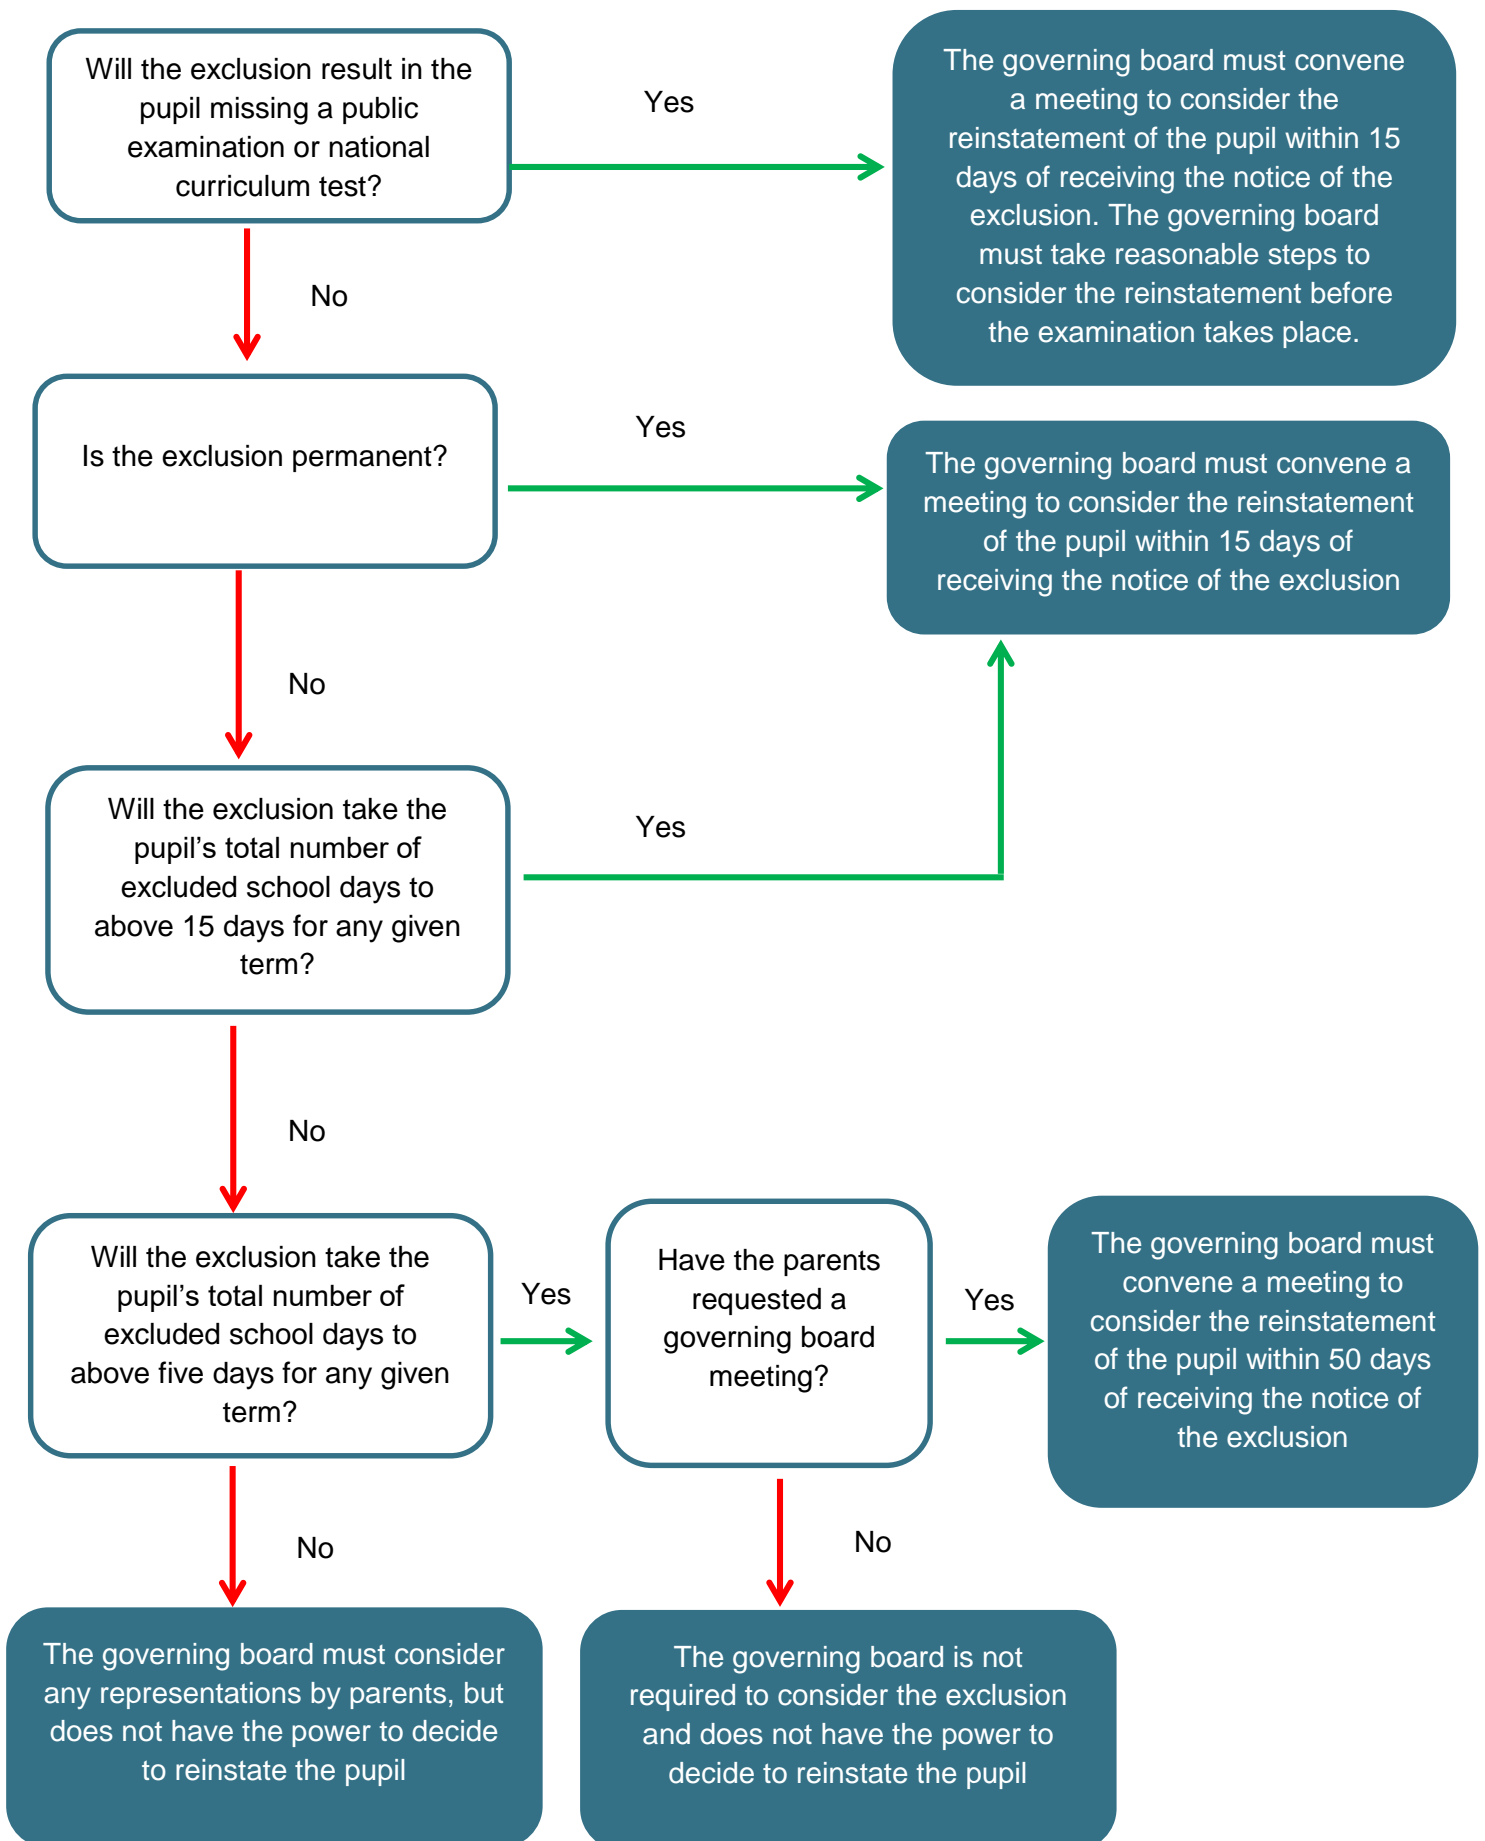 Will the exclusion result in the
pupil missing a public
examination or national
curriculum test?
Yes
The governing board must convene
a meeting to consider the
reinstatement of the pupil within 15
days of receiving the notice of the
exclusion. The governing board
must take reasonable steps to
consider the reinstatement before
the examination takes place.
No
Is the exclusion permanent?
Yes
The governing board must convene a
meeting to consider the reinstatement
of the pupil within 15 days of
receiving the notice of the exclusion
No
Will the exclusion take the
pupil’s total number of
excluded school days to
above 15 days for any given
term?
Yes
No
Will the exclusion take the
pupil’s total number of
excluded school days to
above five days for any given
term?
Yes
Have the parents
requested a
governing board
meeting?
Yes
The governing board must
convene a meeting to
consider the reinstatement
of the pupil within 50 days
of receiving the notice of
the exclusion
No
No
The governing board must consider
any representations by parents, but
does not have the power to decide
to reinstate the pupil
The governing board is not
required to consider the exclusion
and does not have the power to
decide to reinstate the pupil